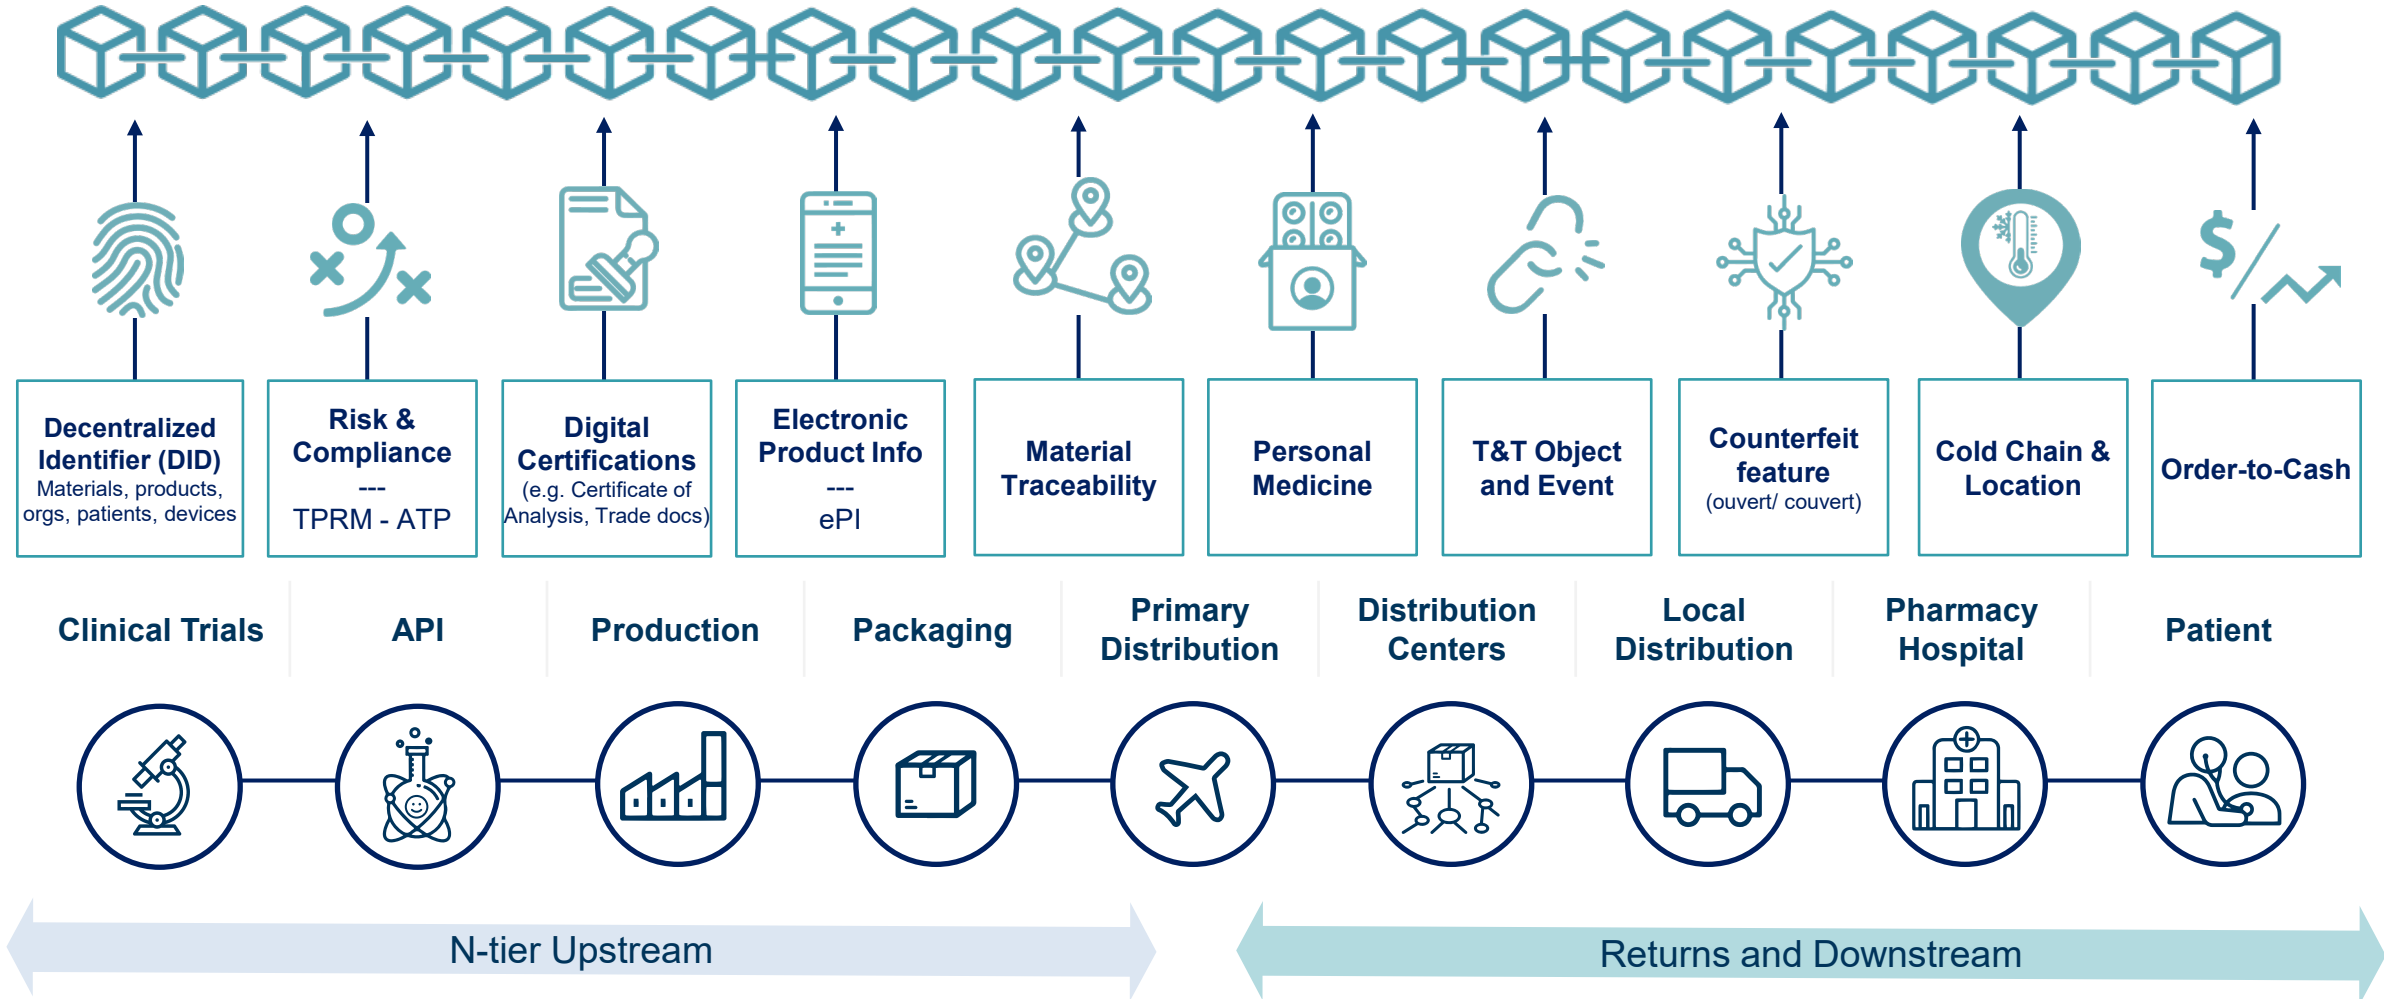 Decentralized
Identifier (DID)
Materials, products,
orgs, patients, devices
Risk &
Compliance
---
TPRM - ATP
Digital
Certifications
(e.g. Certificate of
Analysis, Trade docs)
Electronic
Product Info
---
ePI
Material
Traceability
Personal
Medicine
T&T Object
and Event
Counterfeit
feature
(ouvert/ couvert)
Cold Chain &
Location
$
Order-to-Cash
Clinical Trials
API
Production
Packaging
Primary
Distribution
Distribution
Centers
Local
Distribution
Pharmacy
Hospital
Patient
N-tier Upstream
Returns and Downstream